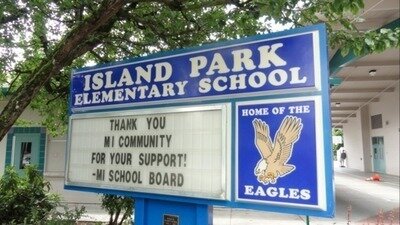 ISLAND PARK
ELEMENTARY SCHOOL
THANK YOU
MI COMMUNITY
FOR YOUR SUPPORT!
-MI SCHOOL BOARD
HOME OF THE
EAGLES